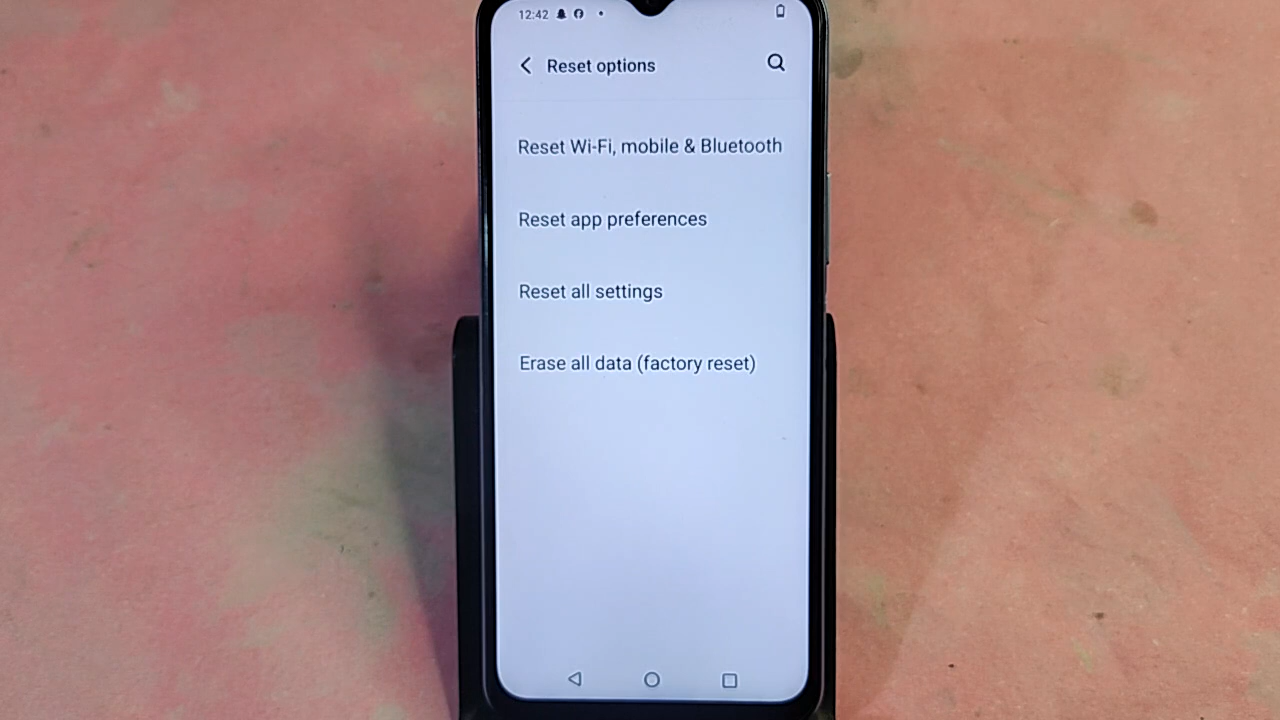 12:42
Reset options
Reset Wi-Fi, mobile & Bluetooth
Reset app preferences
Reset all settings
Erase all data (factory reset)